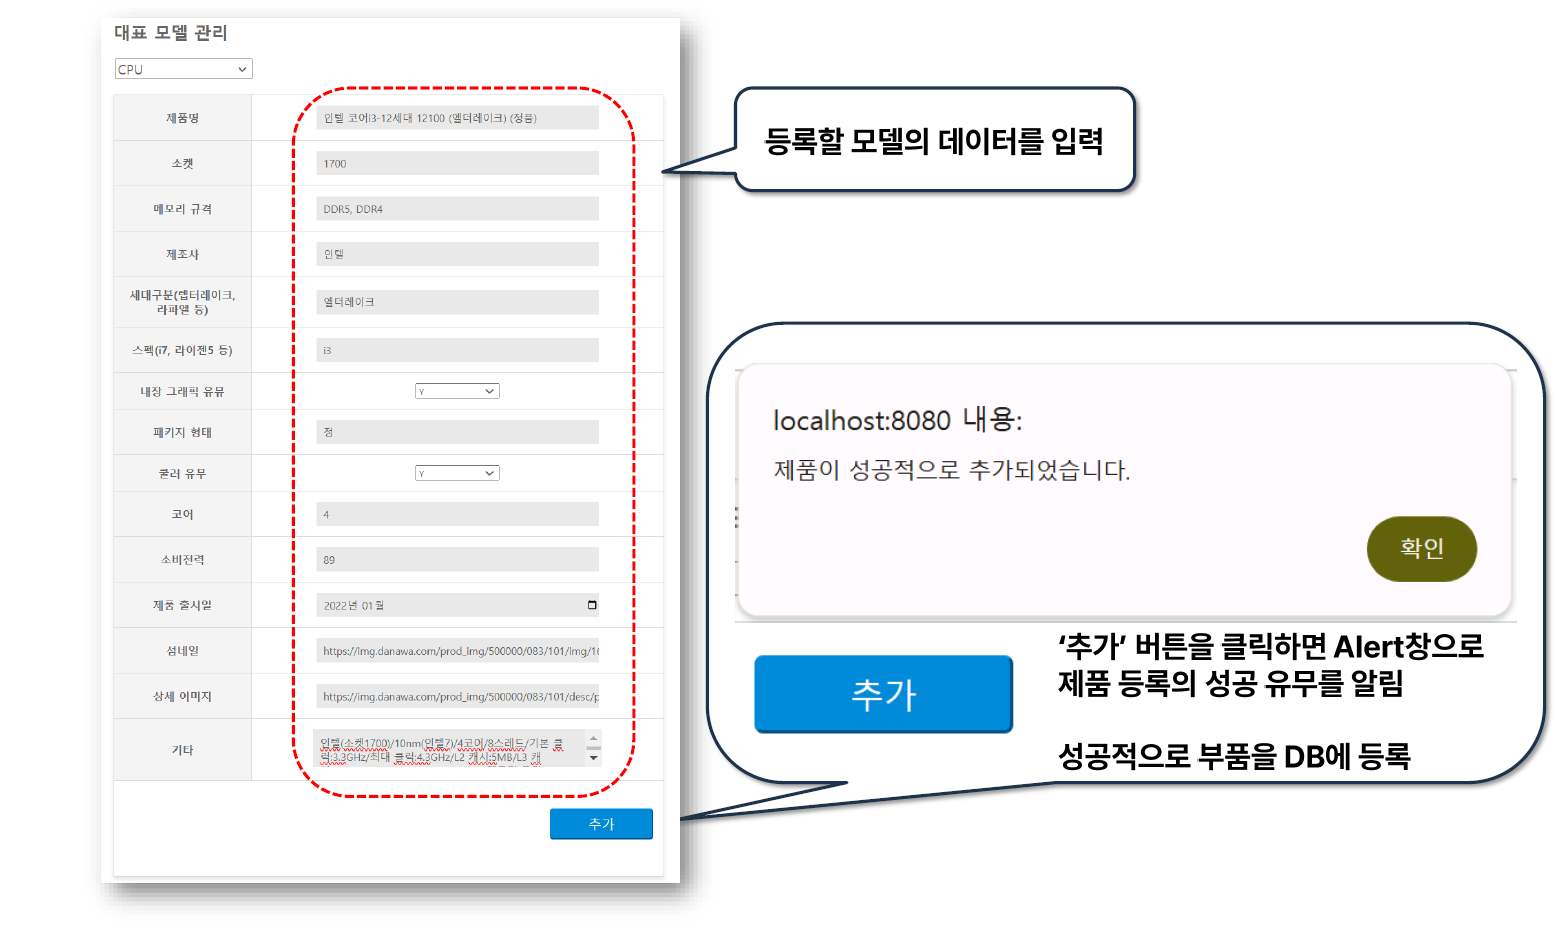 대표 모델 관리
CPU
제품명
인텔 코어i3-12세대 12100 (엘더레이크) (정품)
소켓
1700
메모리 규격
DDR5, DDR4
제조사
인텔
세대구분(랩터레이크,
라파엘 등)
엘더레이크
스펙(i7, 라이젠5 등)
i3
내장 그래픽 유뮤
Y
패키지 형태
정
쿨러 유무
Y
코어
4
소비전력
89
제품 출시일
2022년 01월
섬네일
https://img.danawa.com/prod_img/500000/083/101/img/16
상세 이미지
https://img.danawa.com/prod_img/500000/083/101/desc/p
기타
인텔(소켓1700)/10nm(인텔7)/4코어/8스레드/기본 클
럭:3.3GHz/최대 클럭:4.3GHz/L2 캐시:5MB/L3 캐
추가
등록할 모델의 데이터를 입력
localhost:8080 내용:
제품이 성공적으로 추가되었습니다.
확인
추가
‘추가’ 버튼을 클릭하면 Alert창으로
제품 등록의 성공 유무를 알림
성공적으로 부품을 DB에 등록